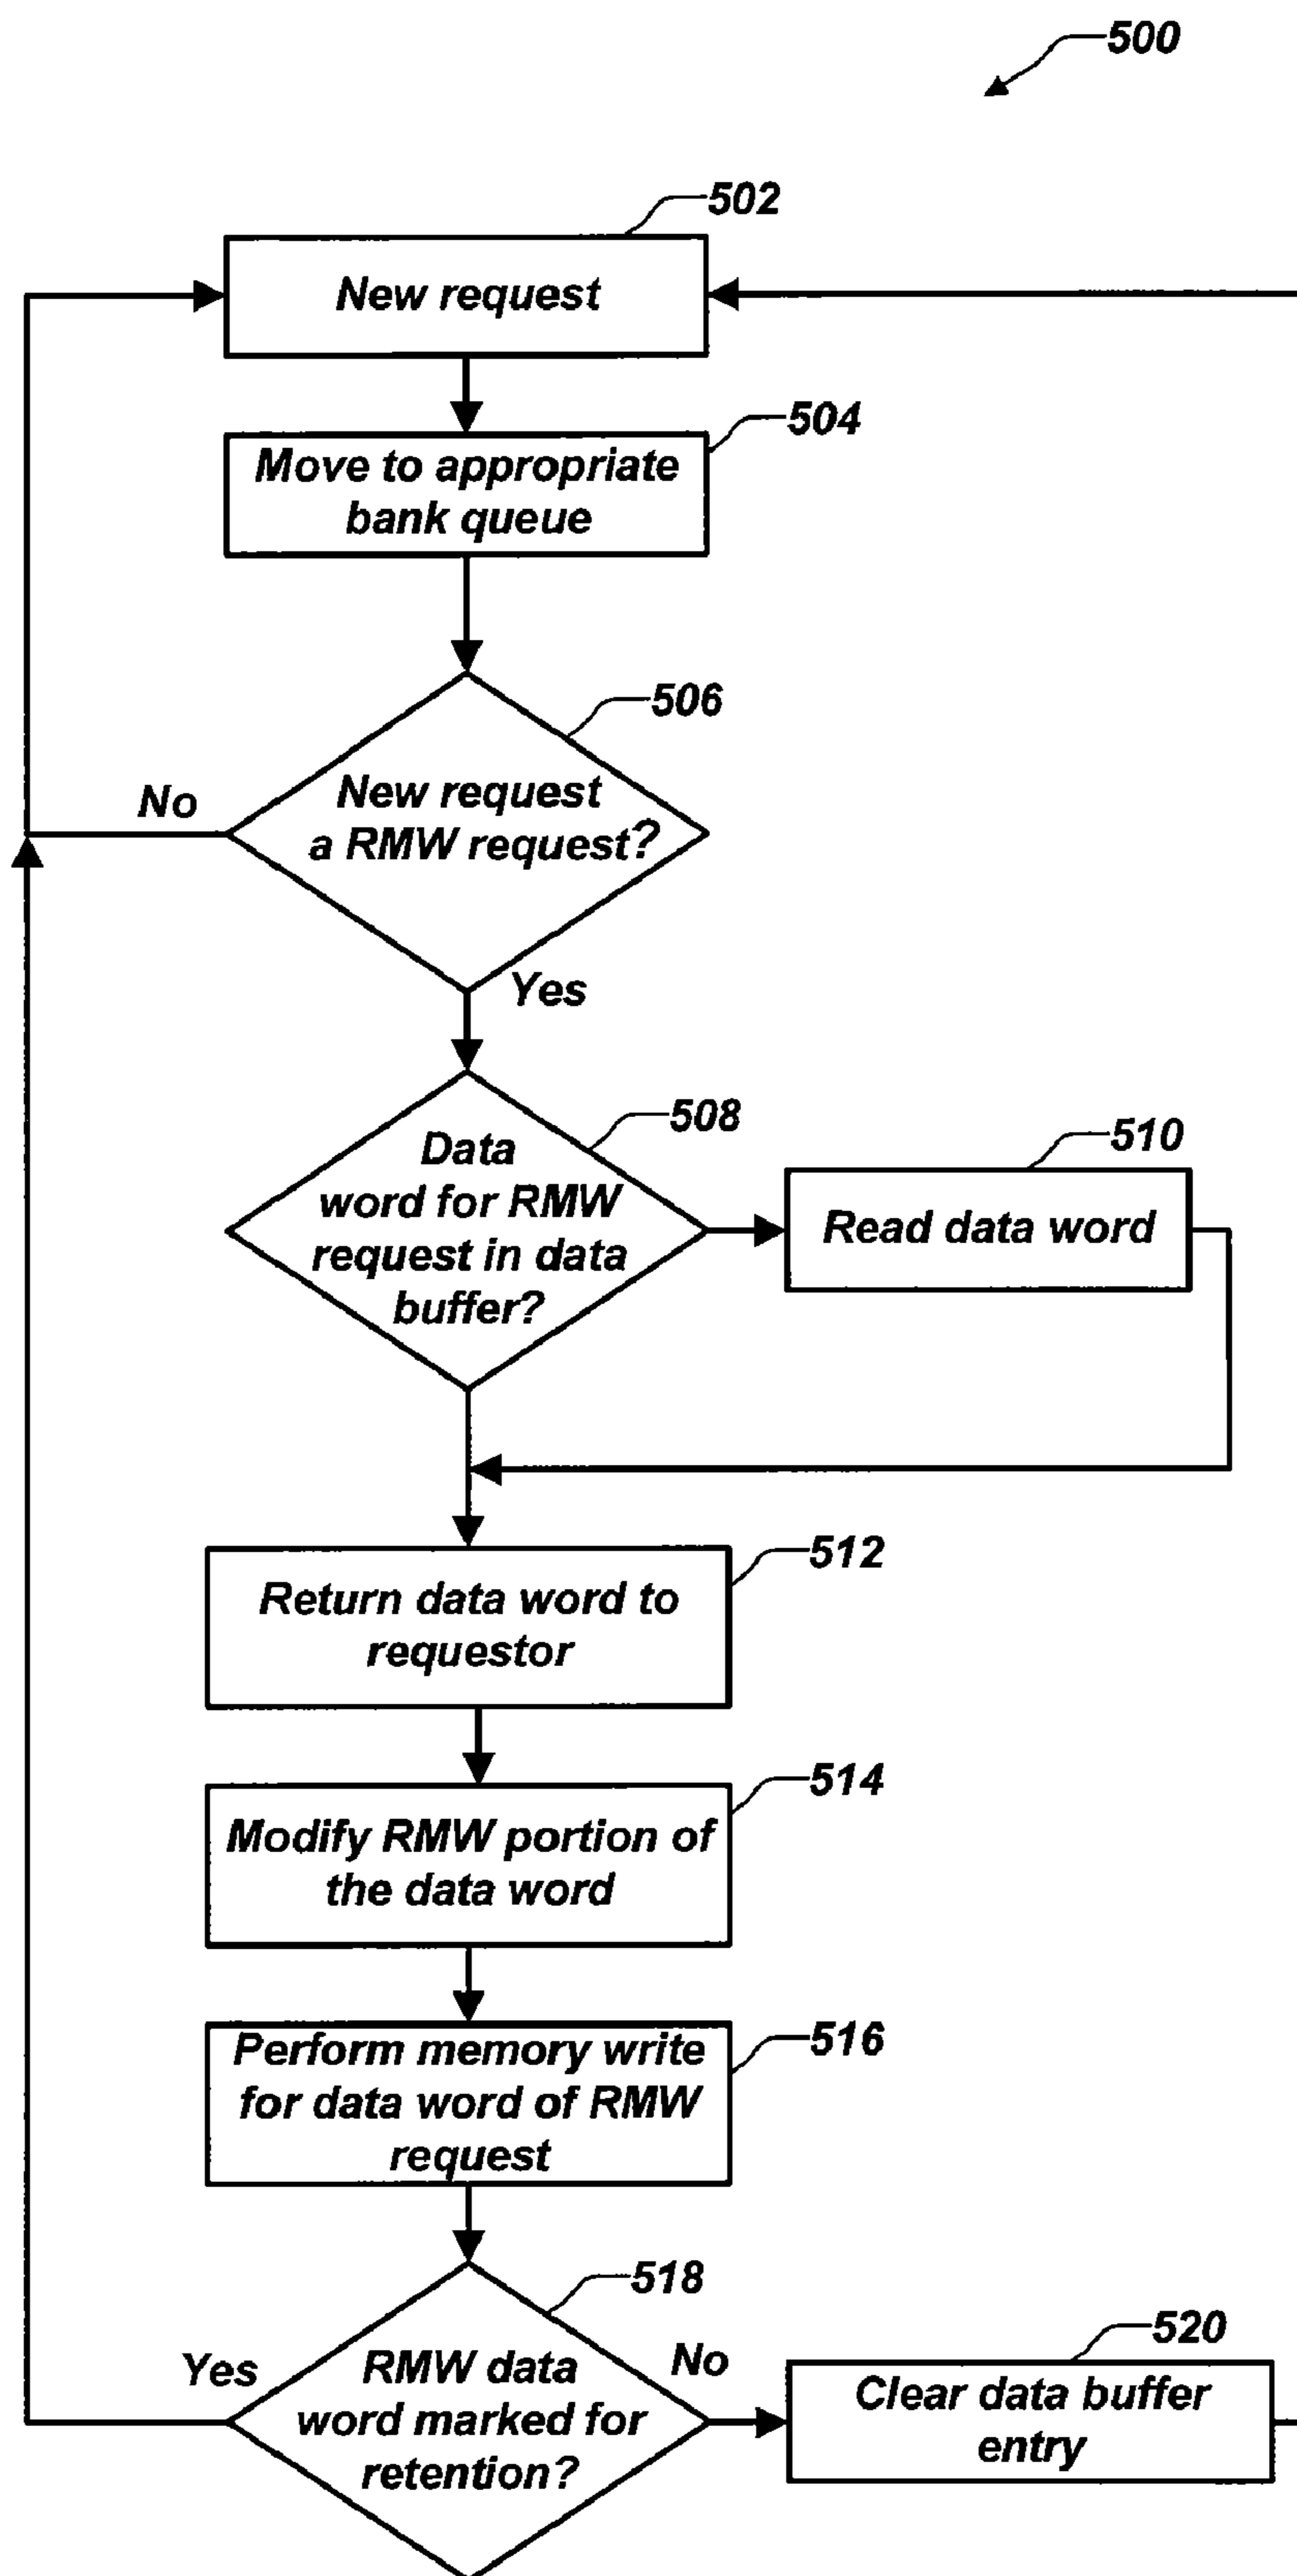 500
502
New request
504
Move to appropriate
bank queue
506
New request
a RMW request?
No
Yes
508
Data
word for RMW
request in data
buffer?
510
Read data word
512
Return data word to
requestor
514
Modify RMW portion of
the data word
516
Perform memory write
for data word of RMW
request
518
Yes
RMW data
word marked for
retention?
No
520
Clear data buffer
entry